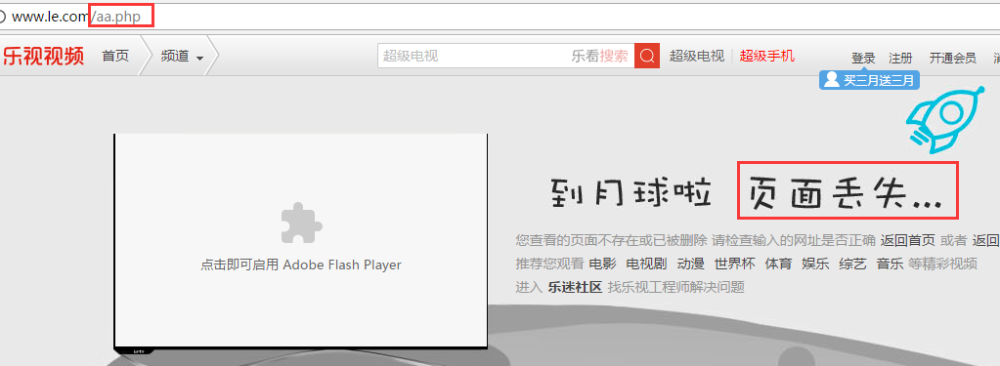 www.le.com/aa.php
乐视视频 首页 频道 超级电视 乐看搜索 超级电视 超级手机 登录 注册 开通会员
买三月送三月
到月球啦 页面丢失...
您查看的页面不存在或已被删除 请检查输入的网址是否正确 返回首页 或者 返回
推荐您观看 电影 电视剧 动漫 世界杯 体育 娱乐 综艺 音乐 等精彩视频
进入 乐迷社区 找乐视工程师解决问题
点击即可启用 Adobe Flash Player